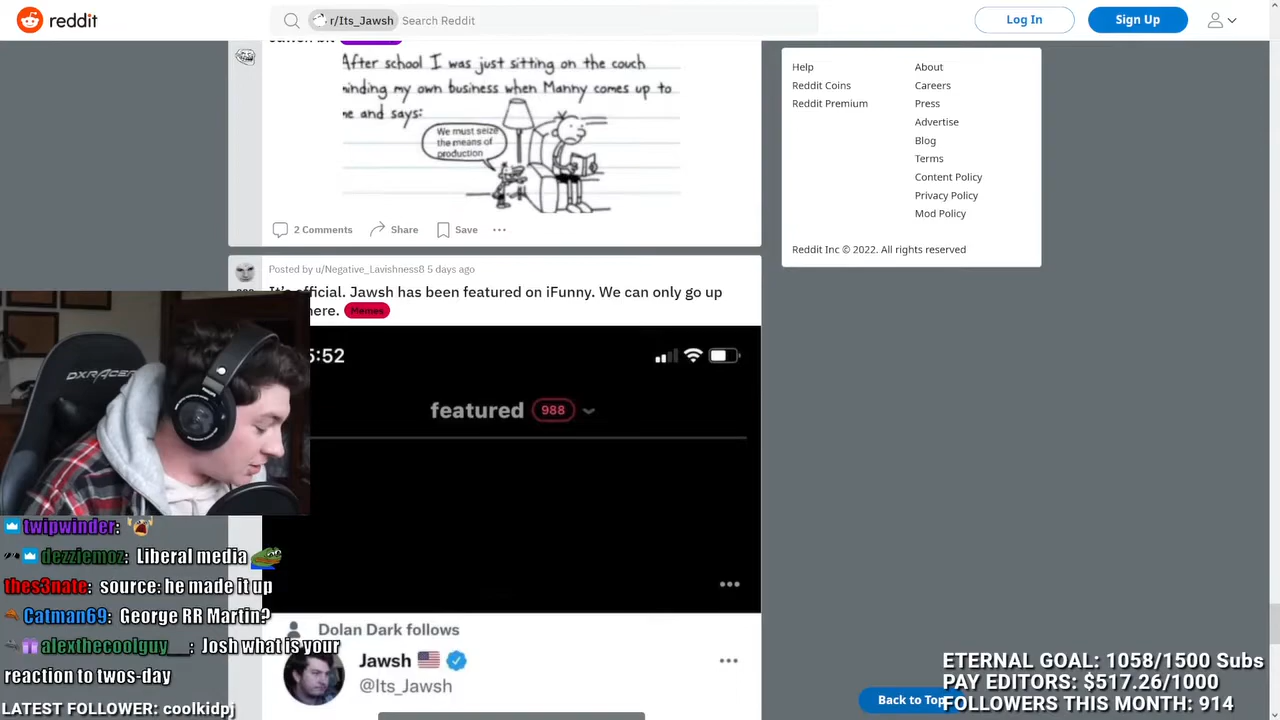 reddit
r/Its_Jawsh
Search Reddit
Log In
Sign Up
After school I was just sitting on the couch
minding my own business when Manny comes up to
me and says:
We must seize
the means of
production
2 Comments
Share
Save
Help
Reddit Coins
Reddit Premium
About
Careers
Press
Advertise
Blog
Terms
Content Policy
Privacy Policy
Mod Policy
Reddit Inc © 2022. All rights reserved
Posted by u/Negative_Lavishness8 5 days ago
It's official. Jawsh has been featured on iFunny. We can only go up
here.
Memes
5:52
featured 988
DXRACER
Dolan Dark follows
Jawsh
@Its_Jawsh
twipwinder:
dezziemoz: Liberal media
thes3nate: source: he made it up
Catman69: George RR Martin?
alexthecoolguy__: Josh what is your
reaction to twos-day
LATEST FOLLOWER: coolkidpj
Back to Top
ETERNAL GOAL: 1058/1500 Subs
PAY EDITORS: $517.26/1000
FOLLOWERS THIS MONTH: 914